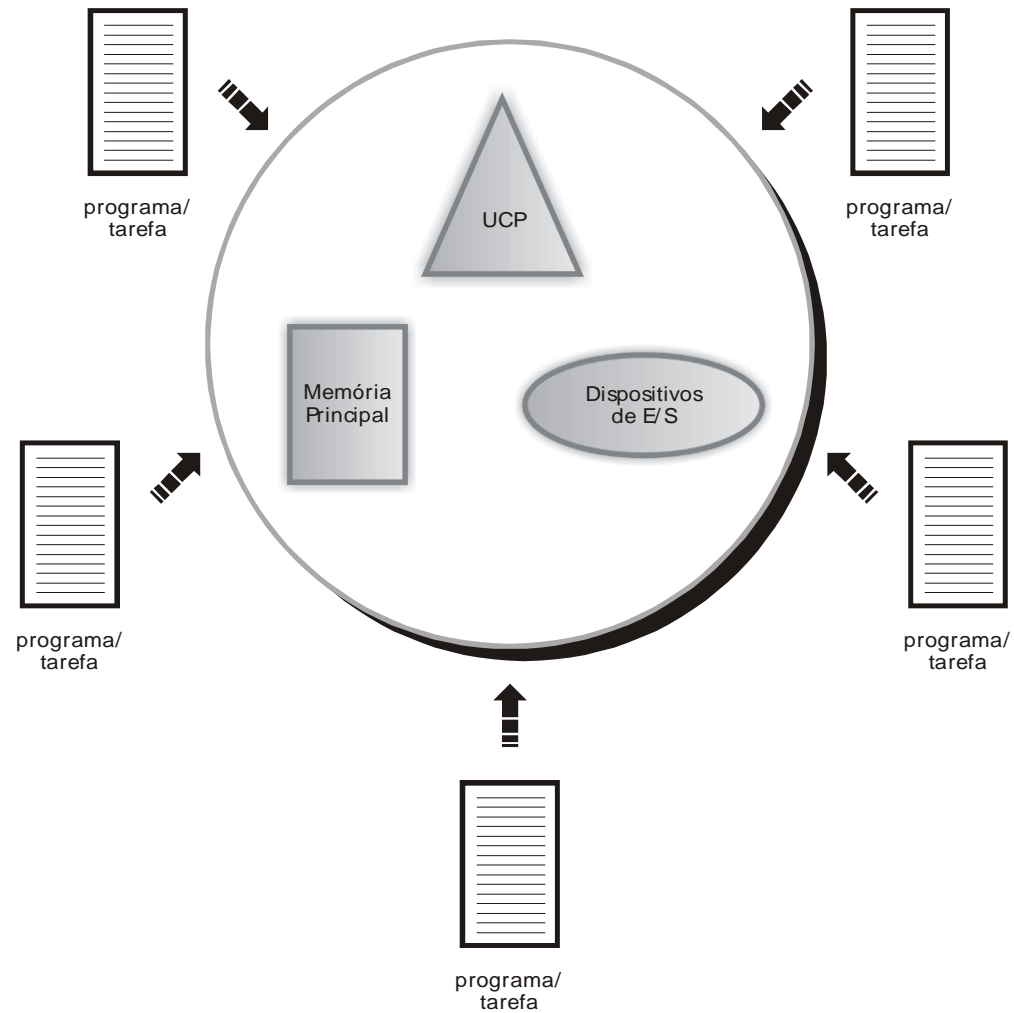 programa/
tarefa
programa/
tarefa
UCP
Memória
Principal
Dispositivos
de E/S
programa/
tarefa
programa/
tarefa
programa/
tarefa